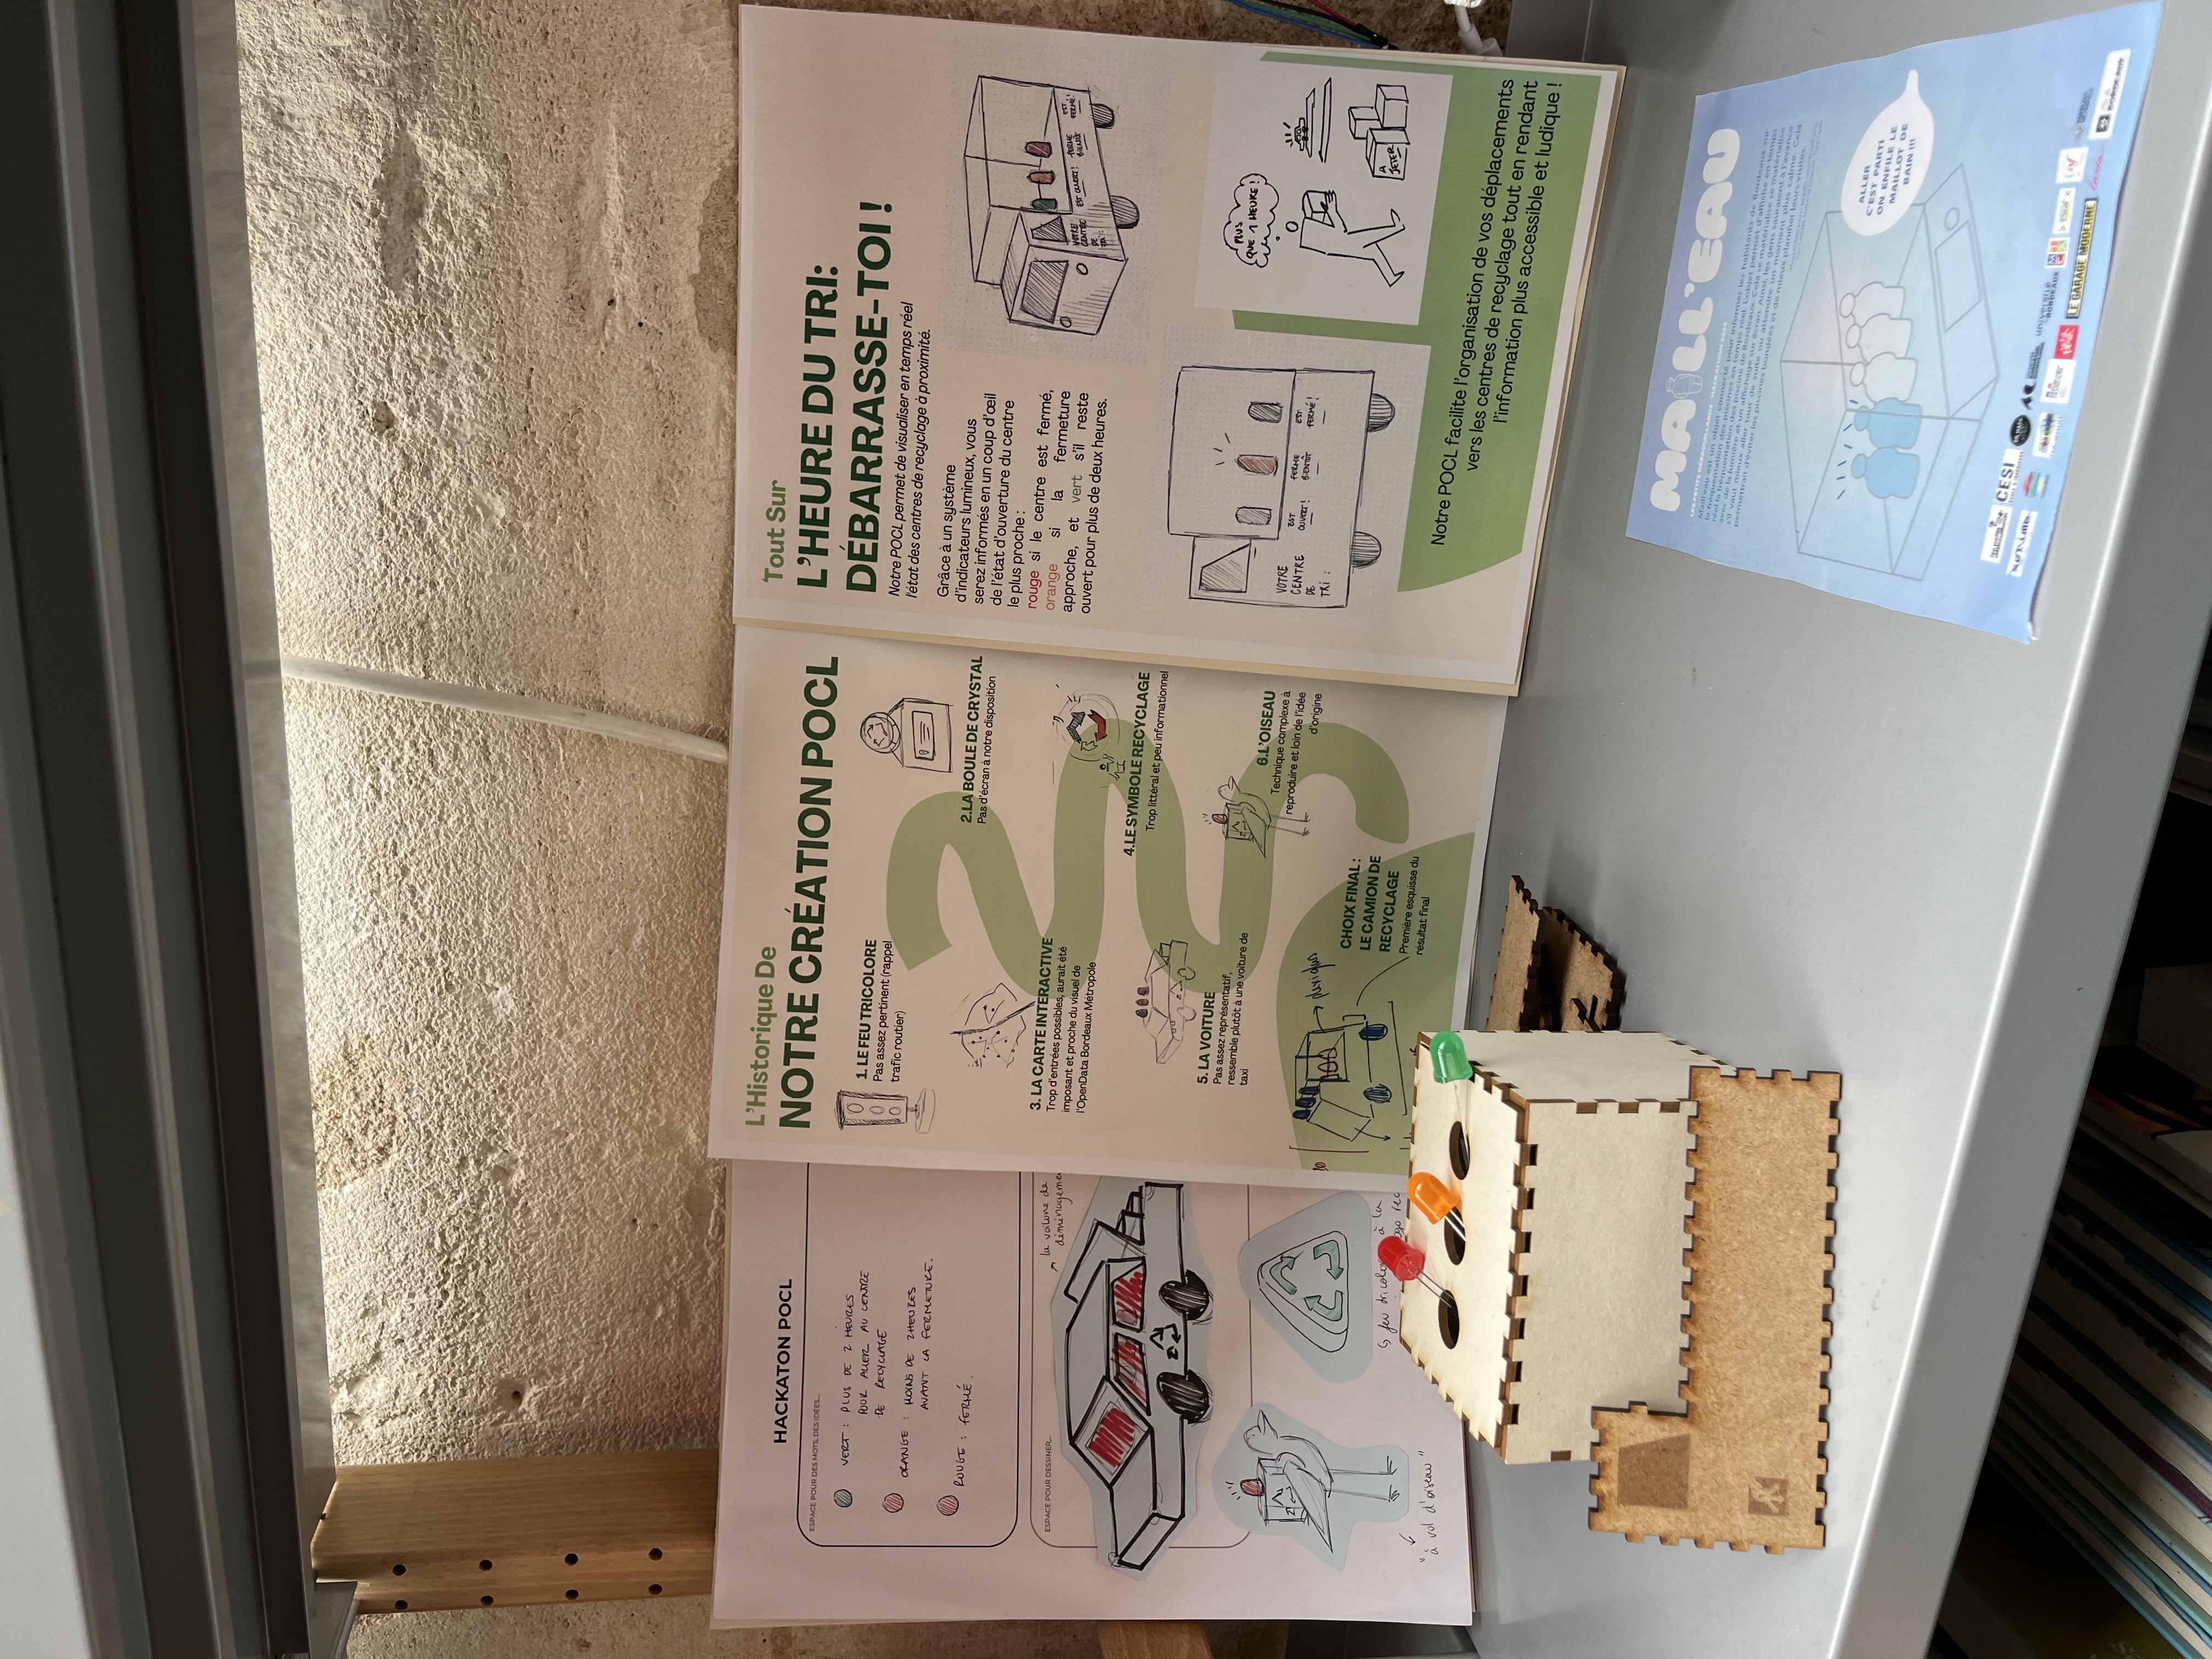 HACKATON POCL
ESPACE POUR DES MOTS, DES IDÉES...
VERT : PLUS DE 2 HEURES
POUR ALLER AU CENTRE
DE RECYCLAGE
ORANGE : MOINS DE 2HEURES
AVANT LA FERMETURE.
ROUGE : FERMÉ.
ESPACE POUR DESSINER...
la voiture de
déménagement
"à vol d'oiseau"
↳ feu tricolore à la
L'Historique De
NOTRE CRÉATION POCL
1. LE FEU TRICOLORE
Pas assez pertinent (rappel
trafic routier)
2.LA BOULE DE CRYSTAL
Pas d'écran à notre disposition
3. LA CARTE INTERACTIVE
Trop d'entrées possibles, aurait été
imposant et proche du visuel de
l'OpenData Bordeaux Métropole
4.LE SYMBOLE RECYCLAGE
Trop littéral et peu informationnel
5. LA VOITURE
Pas assez représentatif,
ressemble plutôt à une voiture de
taxi
6.L'OISEAU
Technique complexe à
reproduire et loin de l'idée
d'origine
plexiglas
CHOIX FINAL :
LE CAMION DE
RECYCLAGE
Première esquisse du
résultat final
Tout Sur
L'HEURE DU TRI:
DÉBARRASSE-TOI !
Notre POCL permet de visualiser en temps réel
l'état des centres de recyclage à proximité.
Grâce à un système
d'indicateurs lumineux, vous
serez informés en un coup d'œil
de l'état d'ouverture du centre
le plus proche :
rouge si le centre est fermé,
orange si la fermeture
approche, et vert s'il reste
ouvert pour plus de deux heures.
VOTRE
CENTRE
DE
TRI :
EST OUVERT !
FERME
BIENTÔT
EST
FERMÉ !
VOTRE
CENTRE
DE
TRI :
EST
OUVERT !
FERME
BIENTÔT
EST
FERMÉ !
PLUS
QUE 1 HEURE !
A
JETER
Notre POCL facilite l'organisation de vos déplacements
vers les centres de recyclage tout en rendant
l'information plus accessible et ludique !
MAILL'EAU
LES PETITS DÉBROUILLARDS - HACKATHON
Maill'eau est un objet connecté pour informer les habitants de Bordeaux sur
la fréquentation des piscines en temps réel. L'objet permet d'affiche en temps
réel la fréquentation des piscine de Bordeaux. Cela se matérialise se matérialise
avec de la lumière et un affichage sur écran. Ainsi, les gens sauraient à l'avance
s'il vaut mieux aller tout de suite ou attendre un moment plus calme. Cela
permettrait d'éviter les piscines bondées et de mieux planifier leurs visites.
ALLER
C'EST PARTI
ON ENFILE LE
MAILLOT DE
BAIN !!!
CESI
université
de BORDEAUX
LE GARAGE MODERNE
BORDEAUX